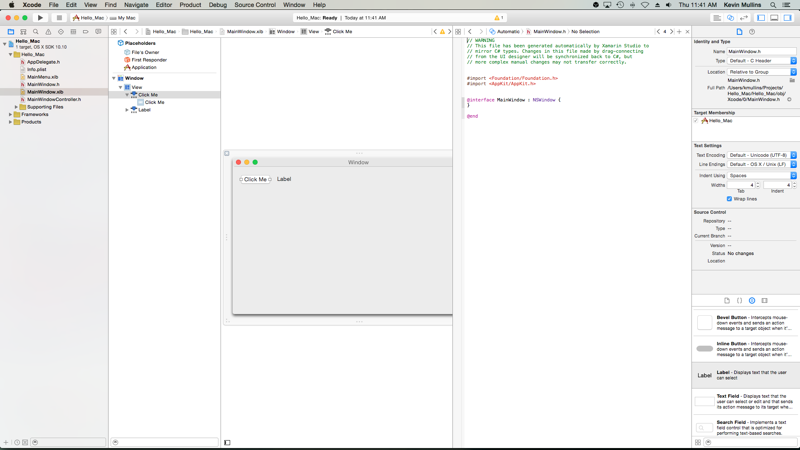 Xcode File Edit View Find Navigate Editor Product Debug Source Control Window Help
Thu 11:41 AM Kevin Mullins
Hello_Mac My Mac
Hello_Mac: Ready Today at 11:41 AM
1
Hello_Mac
1 target, OS X SDK 10.10
Hello_Mac
AppDelegate.h
Info.plist
MainMenu.xib
MainWindow.h
MainWindow.xib
MainWindowController.h
Supporting Files
Frameworks
Products
Hello_Mac
MainWindow.xib
Window
View
Click Me
Placeholders
File's Owner
First Responder
Application
Window
View
Click Me
Click Me
Label
Window
Click Me
Label
Automatic
MainWindow.h
No Selection
4
// WARNING
// This file has been generated automatically by Xamarin Studio to
// mirror C# types. Changes in this file made by drag-connecting
// from the UI designer will be synchronized back to C#, but
// more complex manual changes may not transfer correctly.
#import <Foundation/Foundation.h>
#import <AppKit/AppKit.h>
@interface MainWindow : NSWindow {
}
@end
Identity and Type
Name MainWindow.h
Type Default - C Header
Location Relative to Group
MainWindow.h
Full Path /Users/kmullins/Projects/
Hello_Mac/Hello_Mac/obj/
Xcode/0/MainWindow.h
Target Membership
Hello_Mac
Text Settings
Text Encoding Default - Unicode (UTF-8)
Line Endings Default - OS X / Unix (LF)
Indent Using Spaces
Widths 4 4
Tab Indent
Wrap lines
Source Control
Repository --
Type --
Current Branch --
Version --
Status No changes
Location
Bevel Button - Intercepts mouse-
down events and sends an action
message to a target object when it'...
Inline Button - Intercepts mouse-
down events and sends an action
message to a target object when it'...
Label
Label - Displays text that the user
can select
Text Field - Displays text that the
user can select or edit and that sends
its action message to its target whe...
Search Field - Implements a text
field control that is optimized for
performing text-based searches.